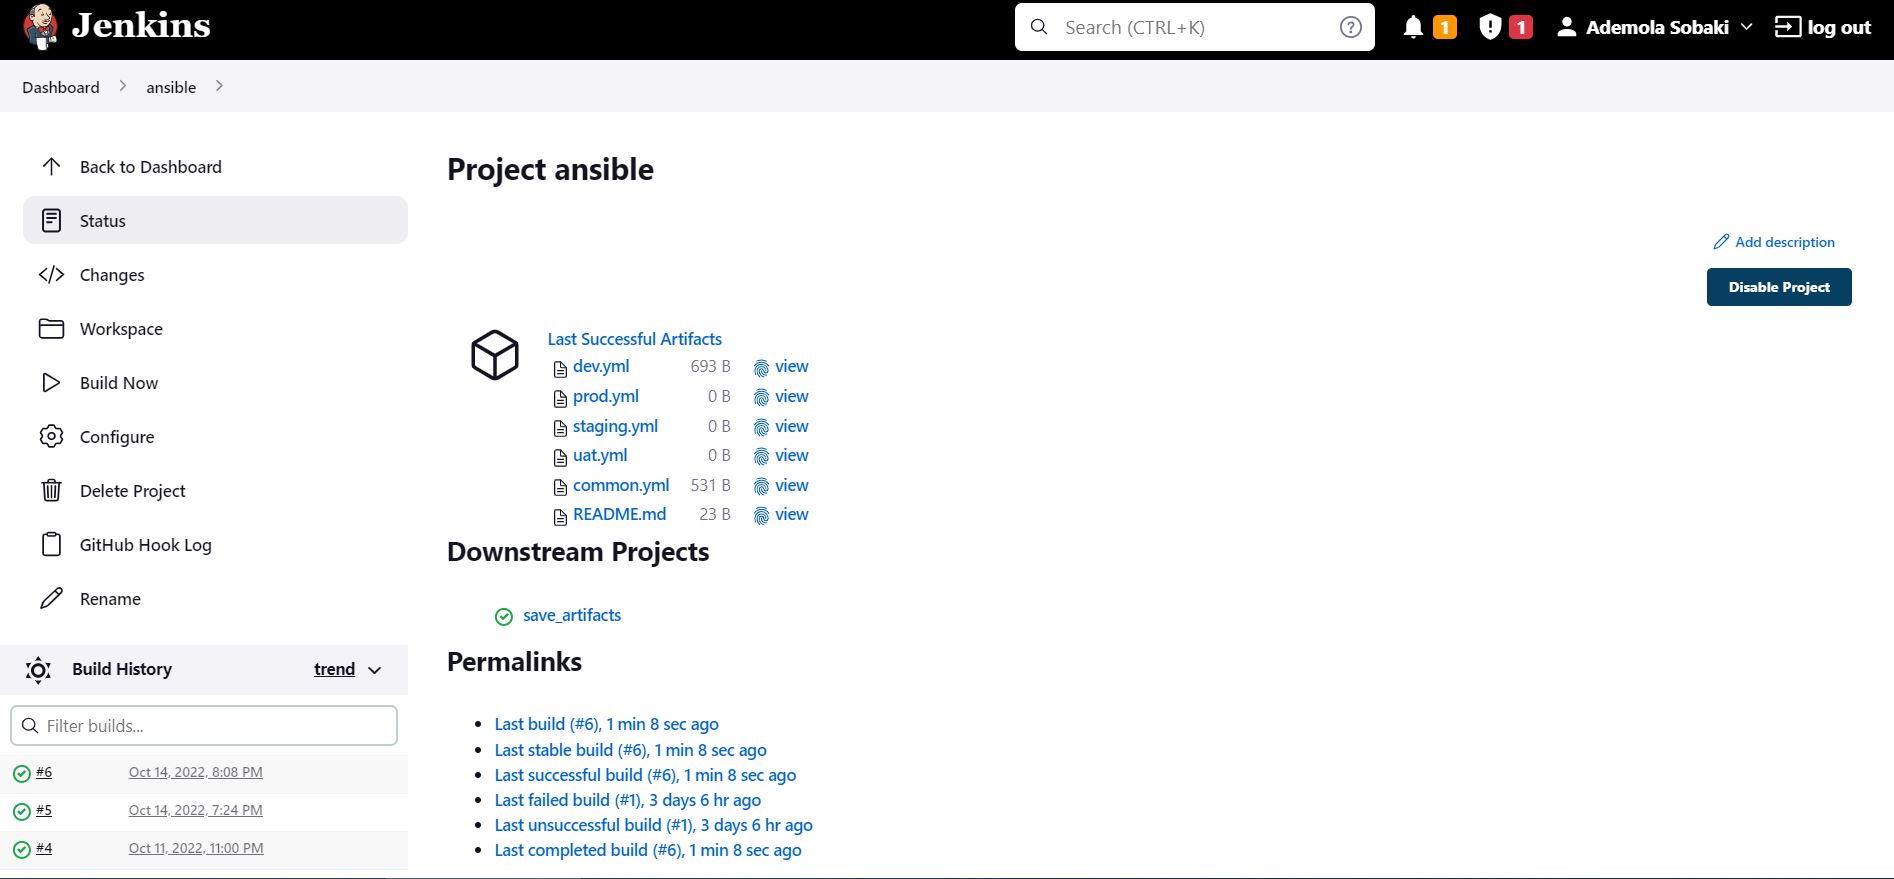 Jenkins
Search (CTRL+K) ?
1
! 1
Ademola Sobaki
log out
Dashboard > ansible >
Back to Dashboard
Status
Changes
Workspace
Build Now
Configure
Delete Project
GitHub Hook Log
Rename
Build History trend
Filter builds...
#6 Oct 14, 2022, 8:08 PM
#5 Oct 14, 2022, 7:24 PM
#4 Oct 11, 2022, 11:00 PM
Project ansible
Add description
Disable Project
Last Successful Artifacts
dev.yml 693 B view
prod.yml 0 B view
staging.yml 0 B view
uat.yml 0 B view
common.yml 531 B view
README.md 23 B view
Downstream Projects
save_artifacts
Permalinks
Last build (#6), 1 min 8 sec ago
Last stable build (#6), 1 min 8 sec ago
Last successful build (#6), 1 min 8 sec ago
Last failed build (#1), 3 days 6 hr ago
Last unsuccessful build (#1), 3 days 6 hr ago
Last completed build (#6), 1 min 8 sec ago